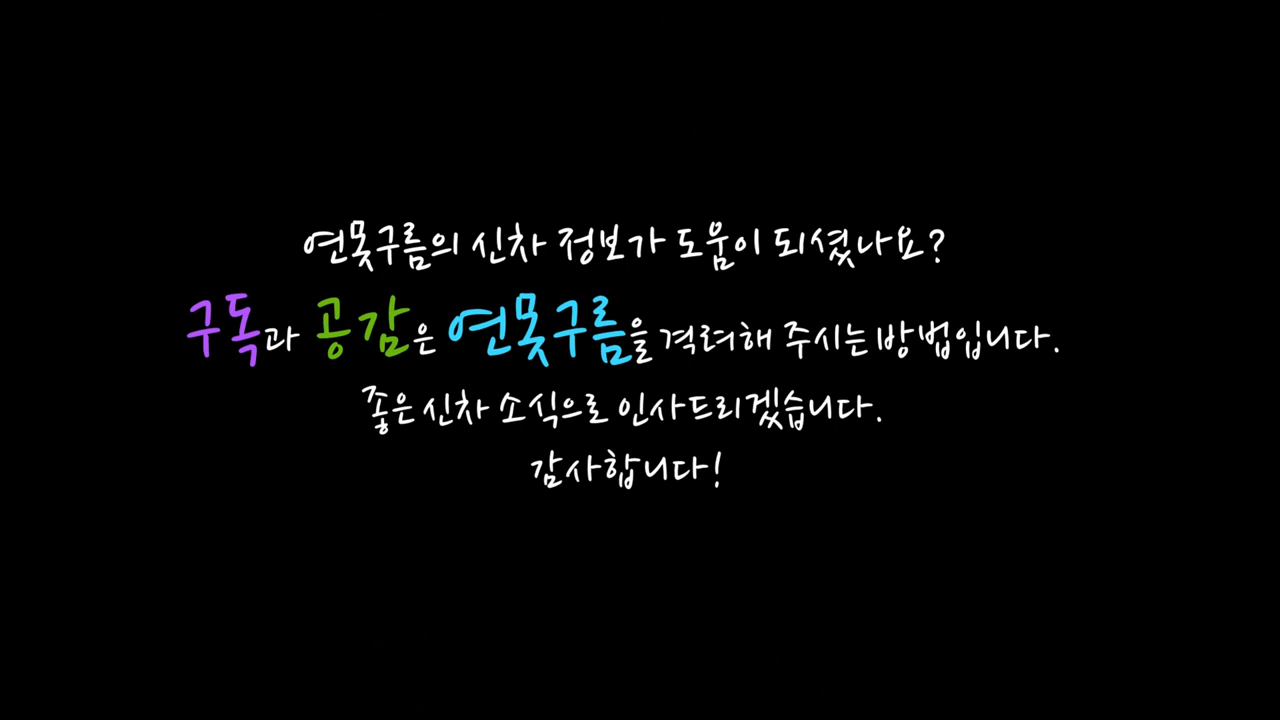 연못구름의 신차 정보가 도움이 되셨나요?
구독과 공감은 연못구름을 격려해 주시는 방법입니다.
좋은 신차 소식으로 인사드리겠습니다.
감사합니다!